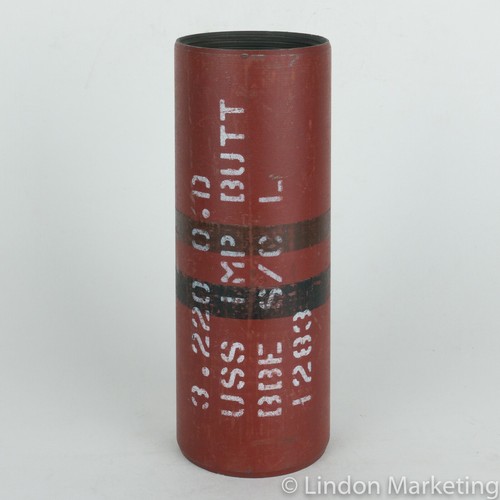 3.220 O.D
USS IMP BUTT
BBE S/C L
1283
© Lindon Marketing